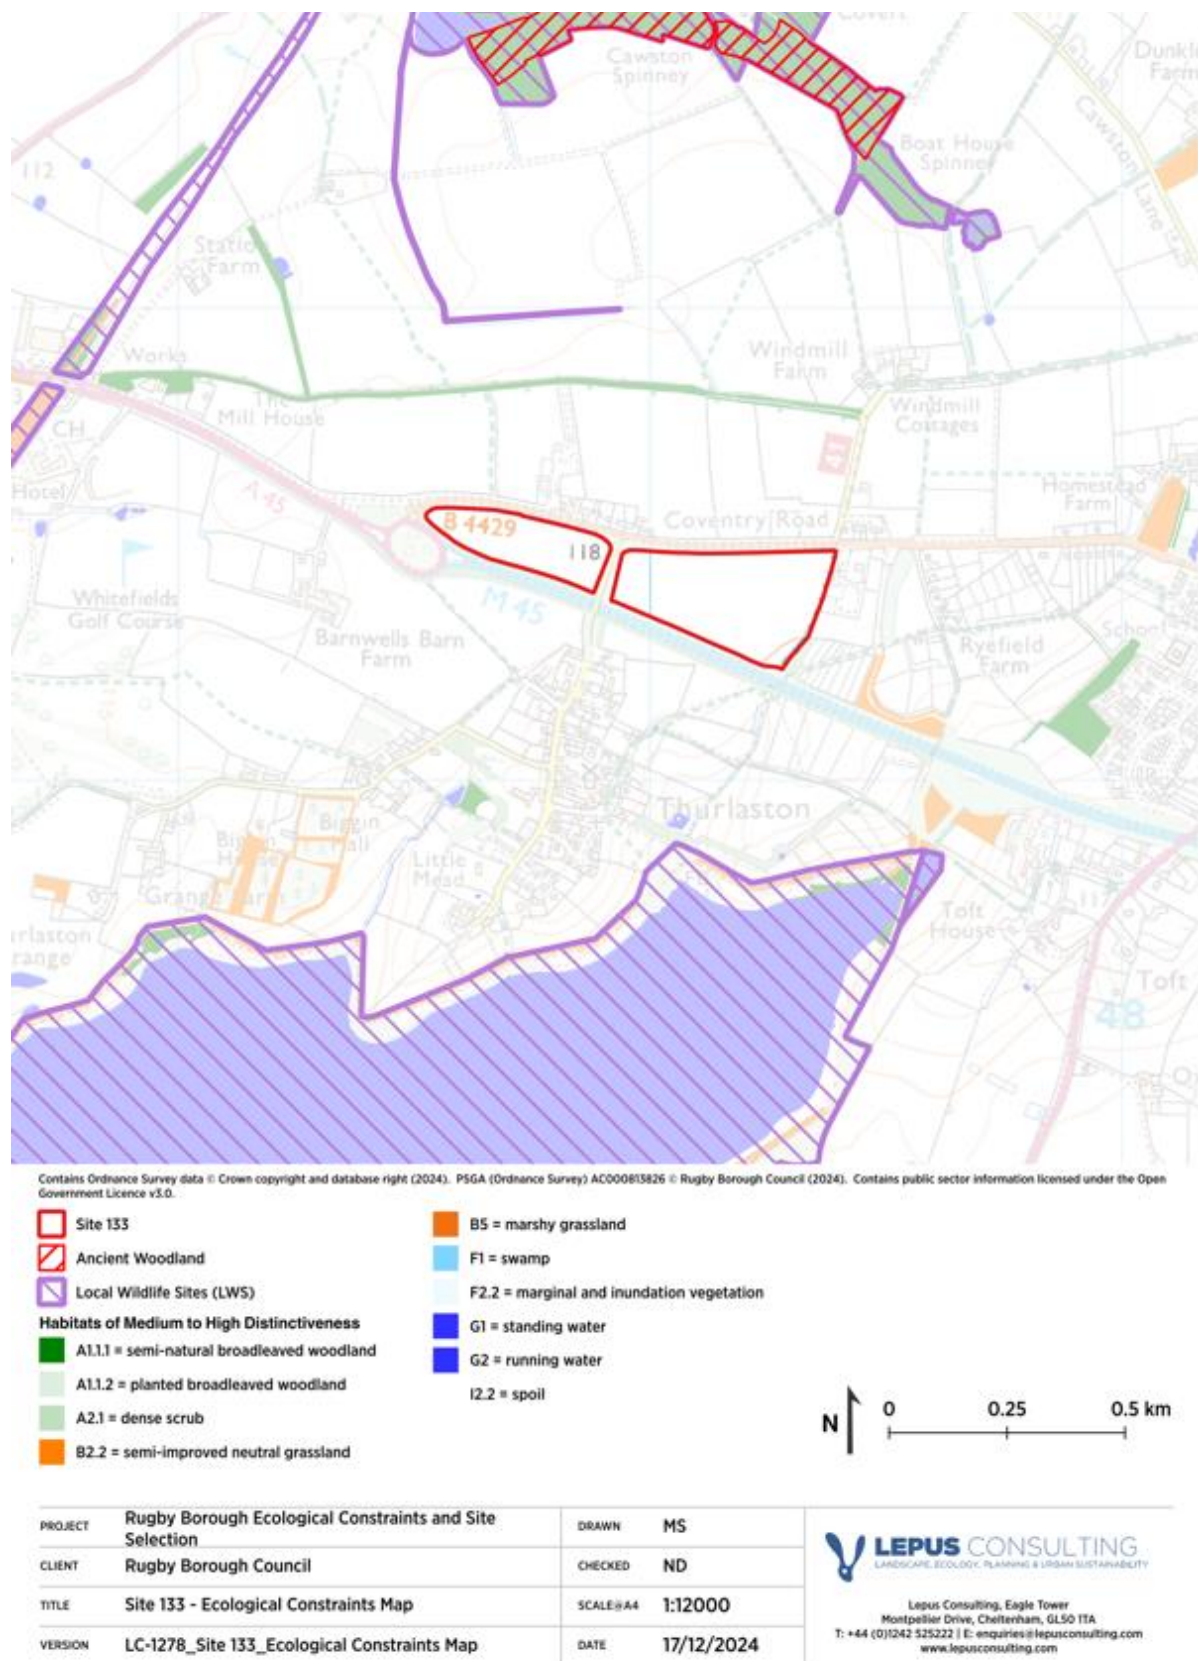 Covert
Cawston
Spinney
Dunkle
Farm
Cawston Lane
Boat House
Spinney
112
Station
Farm
Works
Windmill
Farm
The
Mill House
Windmill
Cottages
CH
Hotel
A 45
41
Homestead
Farm
B 4429
Coventry Road
118
Whitefields
Golf Course
M 45
Barnwells Barn
Farm
Ryefield
Farm
School
Thurlaston
Biggin
Hall
Little
Mead
Grange Farm
Toft
House
117
Toft
48
Contains Ordnance Survey data © Crown copyright and database right (2024). PSGA (Ordnance Survey) AC000813826 © Rugby Borough Council (2024). Contains public sector information licensed under the Open
Government Licence v3.0.
Site 133
Ancient Woodland
Local Wildlife Sites (LWS)
Habitats of Medium to High Distinctiveness
A1.1.1 = semi-natural broadleaved woodland
A1.1.2 = planted broadleaved woodland
A2.1 = dense scrub
B2.2 = semi-improved neutral grassland
B5 = marshy grassland
F1 = swamp
F2.2 = marginal and inundation vegetation
G1 = standing water
G2 = running water
I2.2 = spoil
N
0 0.25 0.5 km
PROJECT Rugby Borough Ecological Constraints and Site
Selection
CLIENT Rugby Borough Council
TITLE Site 133 - Ecological Constraints Map
VERSION LC-1278_Site 133_Ecological Constraints Map
DRAWN MS
CHECKED ND
SCALE@A4 1:12000
DATE 17/12/2024
LEPUS CONSULTING
LANDSCAPE, ECOLOGY, PLANNING & URBAN SUSTAINABILITY
Lepus Consulting, Eagle Tower
Montpellier Drive, Cheltenham, GL50 1TA
T: +44 (0)1242 525222 | E: enquiries@lepusconsulting.com
www.lepusconsulting.com